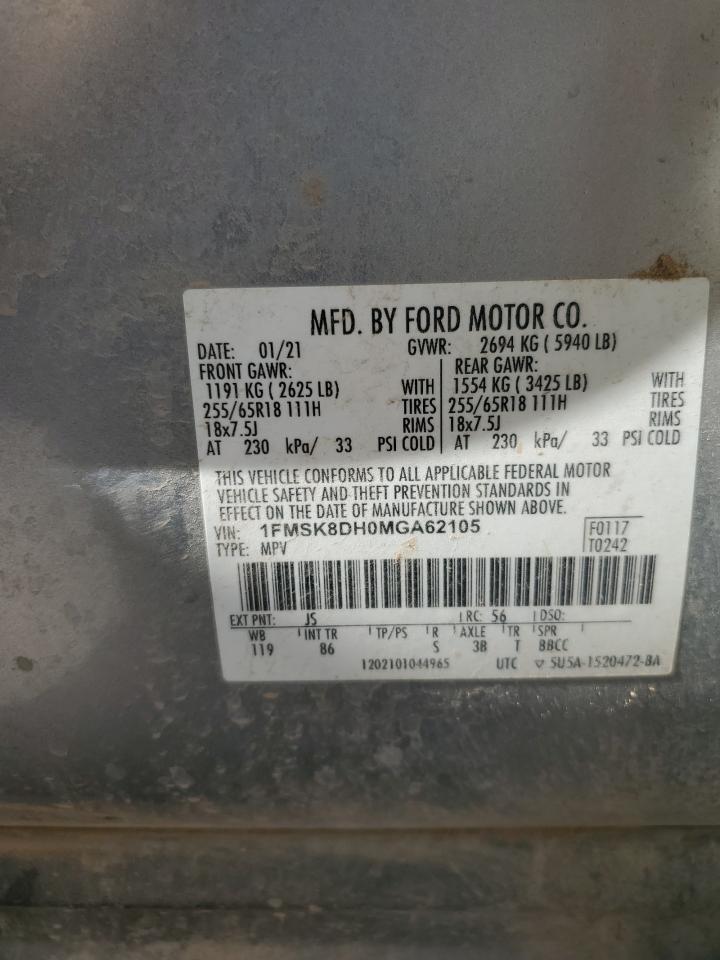 MFD. BY FORD MOTOR CO.
DATE: 01/21 GVWR: 2694 KG ( 5940 LB)
FRONT GAWR: REAR GAWR:
1191 KG ( 2625 LB) WITH 1554 KG ( 3425 LB) WITH
255/65R18 111H TIRES 255/65R18 111H TIRES
18x7.5J RIMS 18x7.5J RIMS
AT 230 kPa/ 33 PSI COLD AT 230 kPa/ 33 PSI COLD
THIS VEHICLE CONFORMS TO ALL APPLICABLE FEDERAL MOTOR
VEHICLE SAFETY AND THEFT PREVENTION STANDARDS IN
EFFECT ON THE DATE OF MANUFACTURE SHOWN ABOVE.
VIN: 1FMSK8DH0MGA62105 F0117
TYPE: MPV T0242
EXT PNT: JS RC: 56 DSO:
WB INT TR TP/PS R AXLE TR SPR
119 86 S 3B T BBCC
1202101044965 UTC ▽ 5U5A-1520472-BA